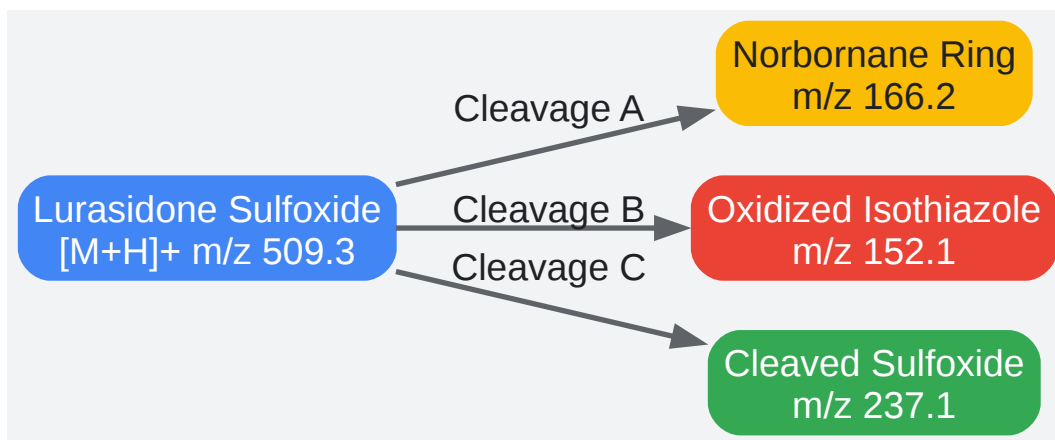 Norbornane Ring
m/z 166.2
Cleavage A
Lurasidone Sulfoxide
[M+H]+ m/z 509.3
Cleavage B
Oxidized Isothiazole
m/z 152.1
Cleavage C
Cleaved Sulfoxide
m/z 237.1